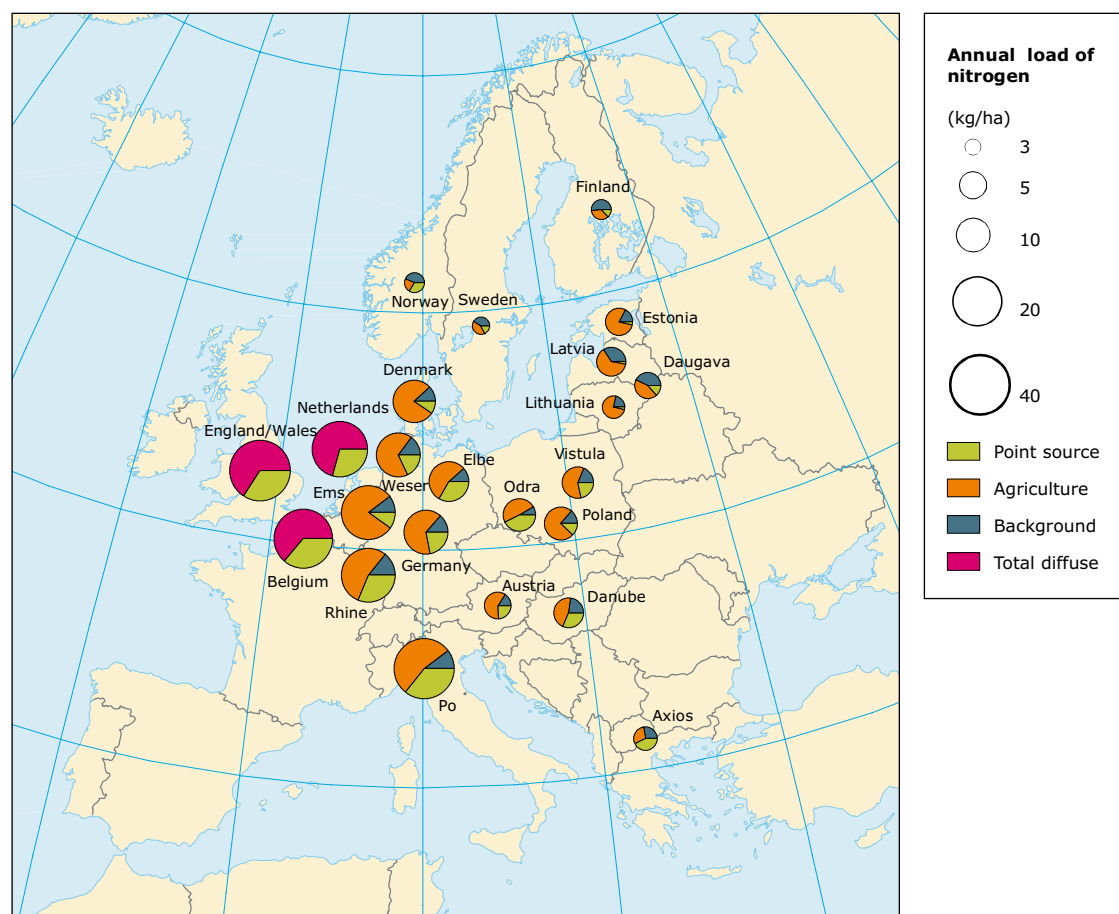 Finland
Norway
Sweden
Estonia
Latvia
Daugava
Denmark
Lithuania
Netherlands
England/Wales
Elbe
Vistula
Weser
Odra
Ems
Poland
Germany
Belgium
Austria
Danube
Rhine
Po
Axios
Annual load of
nitrogen
(kg/ha)
3
5
10
20
40
Point source
Agriculture
Background
Total diffuse